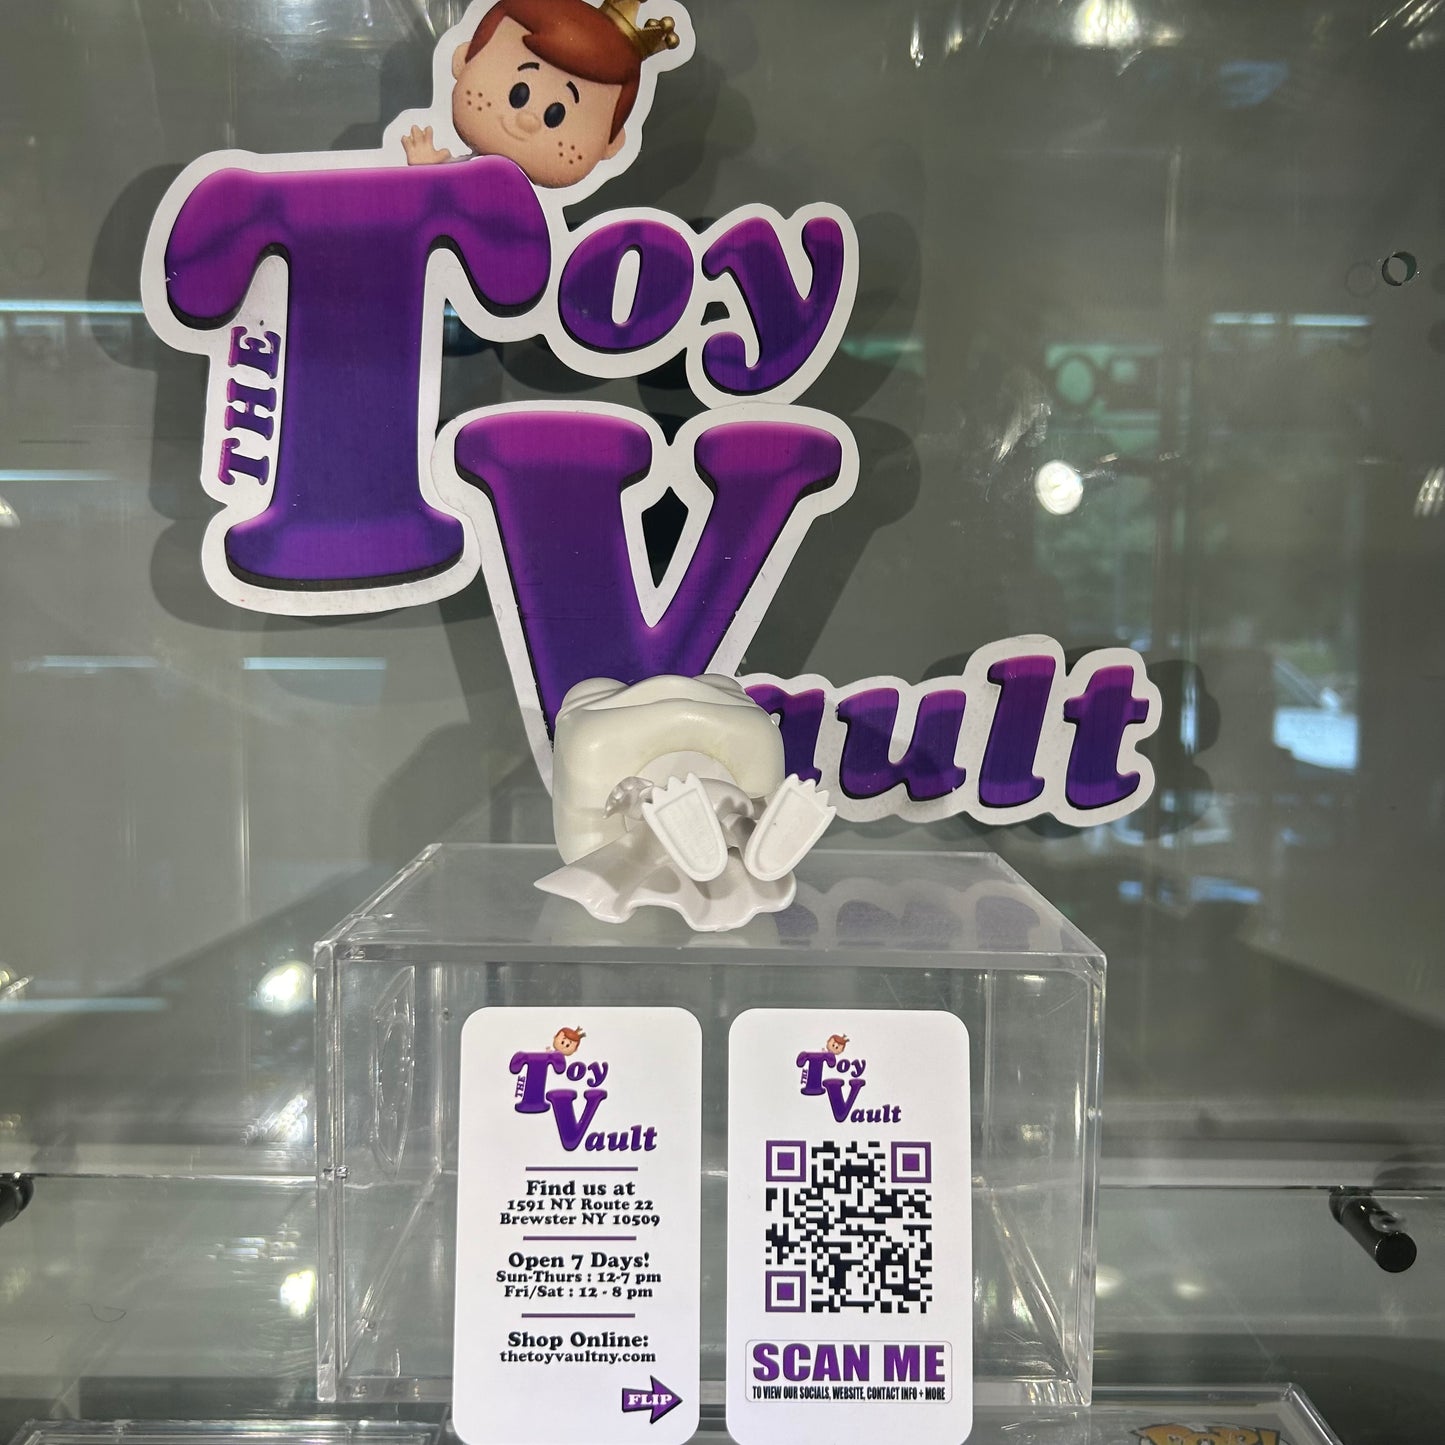 THE Toy
Vault
THE Toy
Vault
Find us at
1591 NY Route 22
Brewster NY 10509
Open 7 Days!
Sun-Thurs : 12-7 pm
Fri/Sat : 12 - 8 pm
Shop Online:
thetoyvaultny.com
FLIP
THE Toy
Vault
SCAN ME
TO VIEW OUR SOCIALS, WEBSITE, CONTACT INFO + MORE
POP!